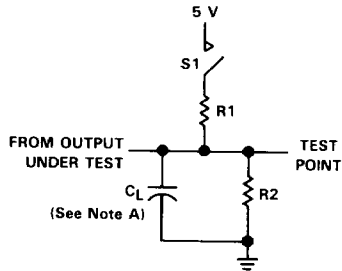 5 V
S1
R1
FROM OUTPUT
UNDER TEST
TEST
POINT
CL
(See Note A)
R2